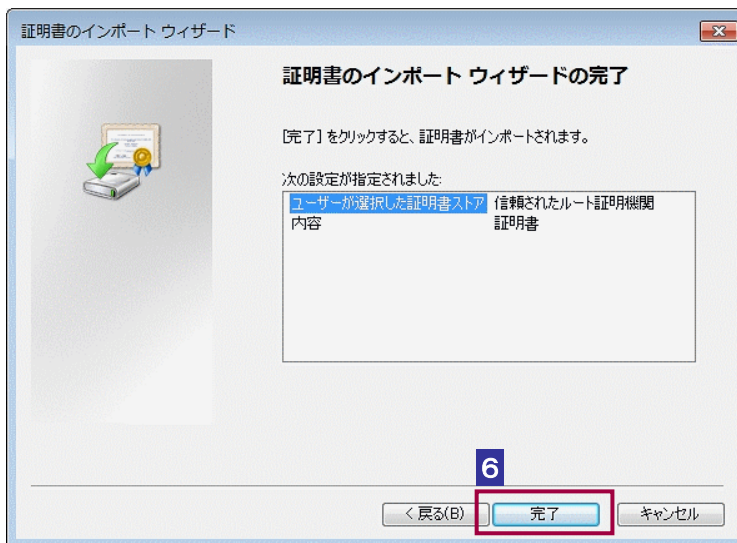 証明書のインポート ウィザード
証明書のインポート ウィザードの完了
[完了] をクリックすると、証明書がインポートされます。
次の設定が指定されました:
ユーザーが選択した証明書ストア 信頼されたルート証明機関
内容 証明書
6
< 戻る(B) 完了 キャンセル